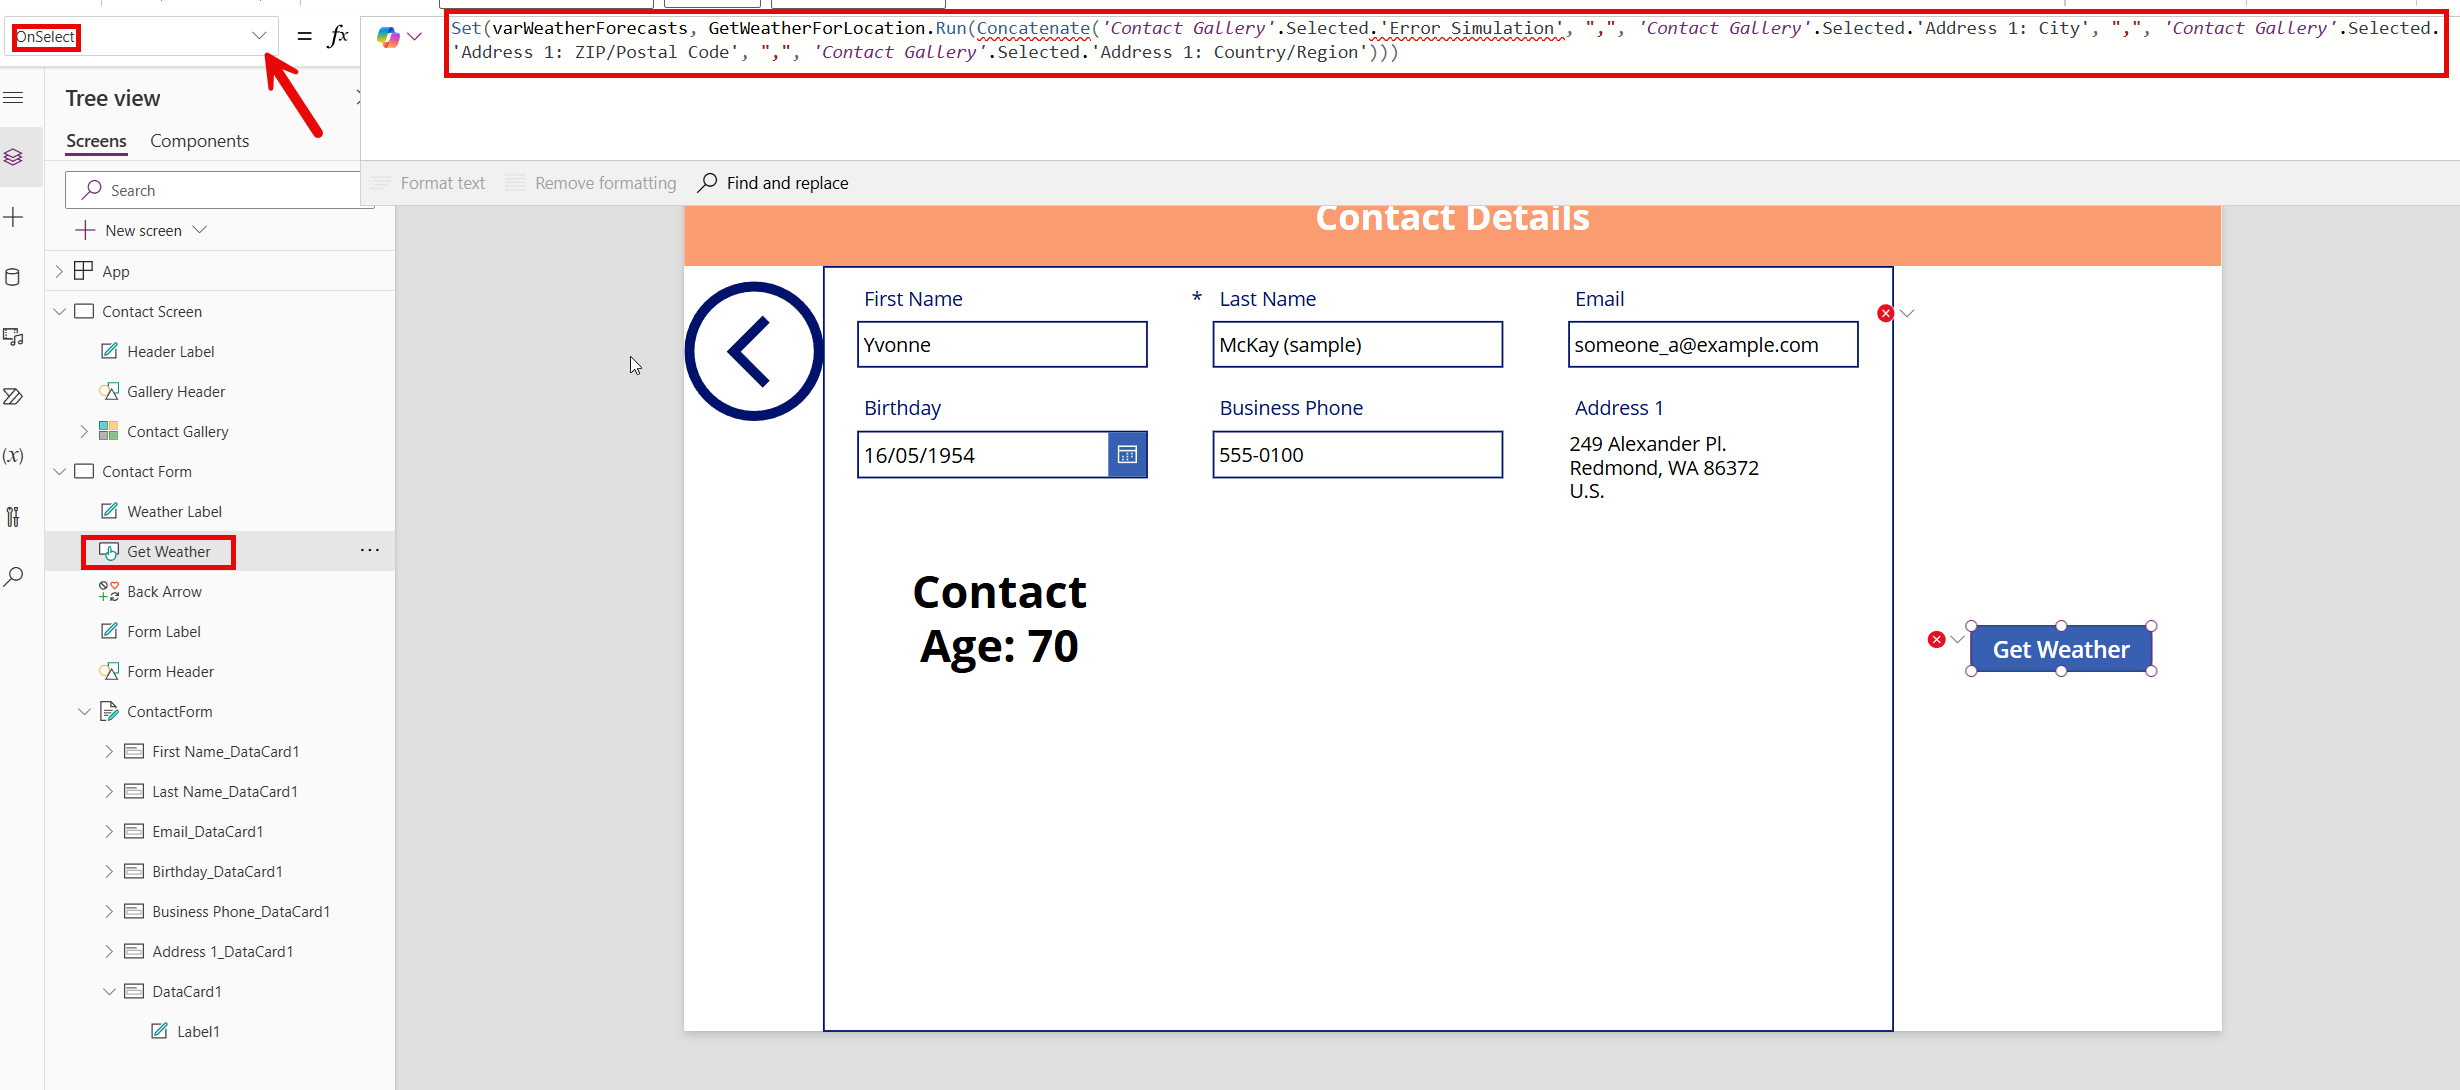 OnSelect
= fx
Set(varWeatherForecasts, GetWeatherForLocation.Run(Concatenate('Contact Gallery'.Selected.'Error Simulation', ",", 'Contact Gallery'.Selected.'Address 1: City', ",", 'Contact Gallery'.Selected.
'Address 1: ZIP/Postal Code', ",", 'Contact Gallery'.Selected.'Address 1: Country/Region')))
Format text
Remove formatting
Find and replace
Tree view
Screens
Components
Search
New screen
App
Contact Screen
Header Label
Gallery Header
Contact Gallery
Contact Form
Weather Label
Get Weather
...
Back Arrow
Form Label
Form Header
ContactForm
First Name_DataCard1
Last Name_DataCard1
Email_DataCard1
Birthday_DataCard1
Business Phone_DataCard1
Address 1_DataCard1
DataCard1
Label1
(x)
Contact Details
First Name
* Last Name
Email
Yvonne
McKay (sample)
someone_a@example.com
Birthday
Business Phone
Address 1
16/05/1954
555-0100
249 Alexander Pl.
Redmond, WA 86372
U.S.
Contact
Age: 70
Get Weather